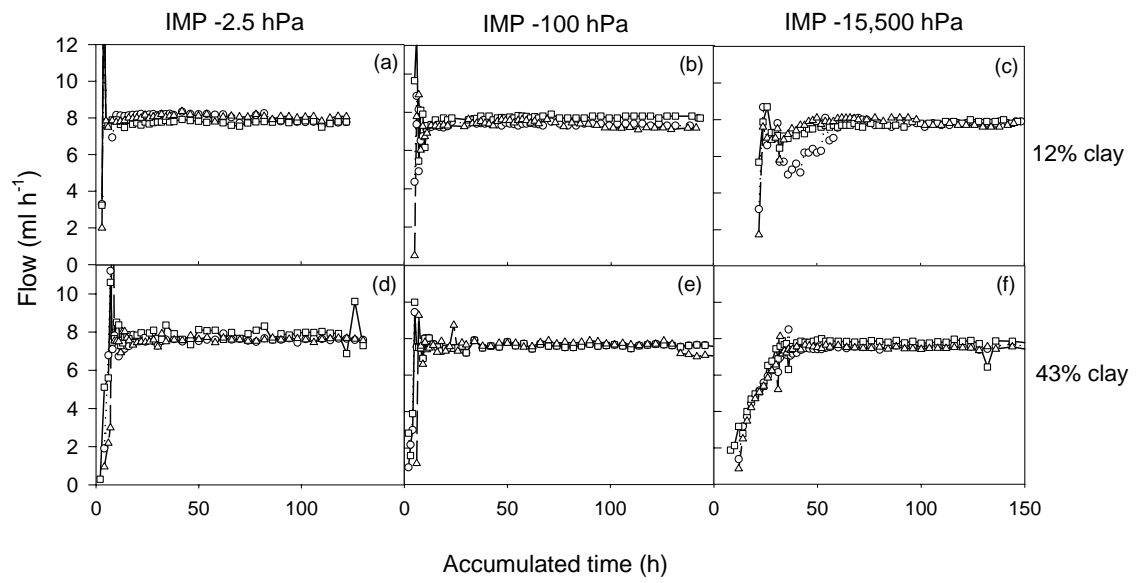 IMP -2.5 hPa IMP -100 hPa IMP -15,500 hPa
12
10
8
6
4
2
0
(a) (b) (c)
12% clay
Flow (ml h⁻¹)
10
8
6
4
2
0
(d) (e) (f)
43% clay
0 50 100 0 50 100 0 50 100 150
Accumulated time (h)